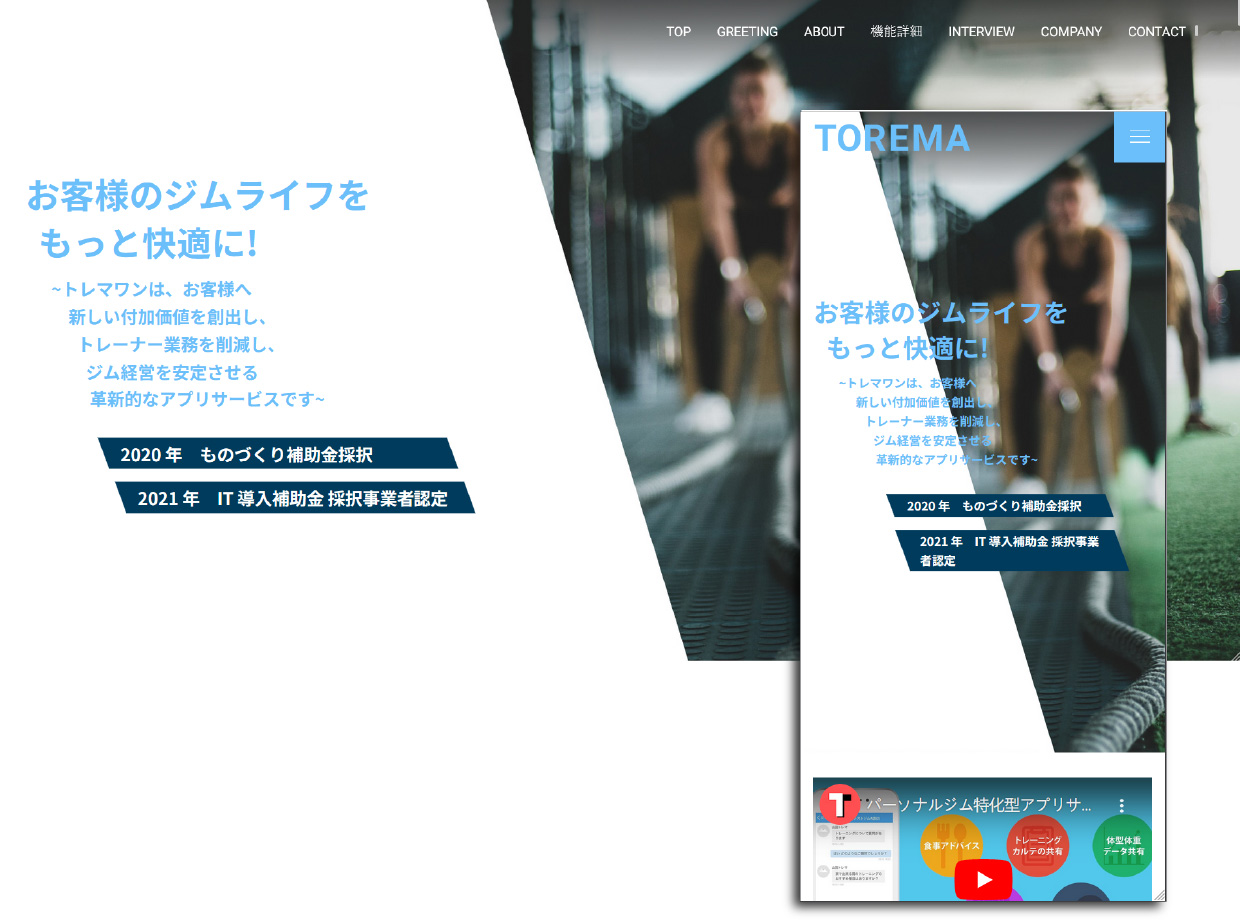 TOP GREETING ABOUT 機能詳細 INTERVIEW COMPANY CONTACT
お客様のジムライフを
もっと快適に!
~トレマワンは、お客様へ
新しい付加価値を創出し、
トレーナー業務を削減し、
ジム経営を安定させる
革新的なアプリサービスです~
2020 年　ものづくり補助金採択
2021 年　IT 導入補助金 採択事業者認定
TOREMA
お客様のジムライフを
もっと快適に!
~トレマワンは、お客様へ
新しい付加価値を創出し、
トレーナー業務を削減し、
ジム経営を安定させる
革新的なアプリサービスです~
2020 年　ものづくり補助金採択
2021 年　IT 導入補助金 採択事業
者認定
パーソナルジム特化型アプリサ...
食事アドバイス
トレーニング
カルテの共有
体型体重
データ共有